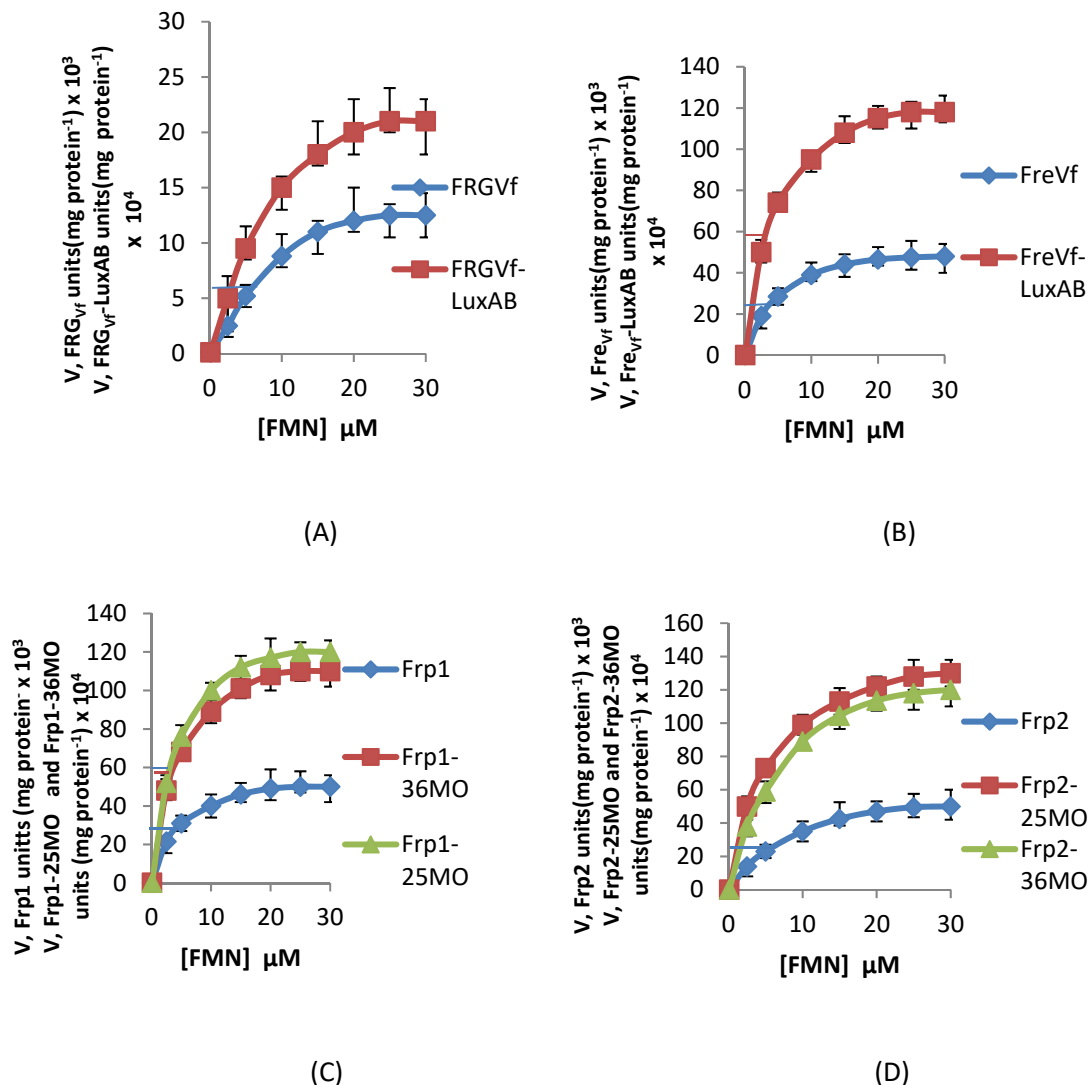 30
25
20
15
10
5
0
0 10 20 30
V, FRGVf units(mg protein-1) x 103
V, FRGVf-LuxAB units(mg protein-1)
x 104
[FMN] µM
FRGVf
FRGVf-
LuxAB
(A)
140
120
100
80
60
40
20
0
0 10 20 30
V, FreVf units(mg protein-1) x 103
V, FreVf-LuxAB units(mg protein-1)
x 104
[FMN] µM
FreVf
FreVf-
LuxAB
(B)
140
120
100
80
60
40
20
0
0 10 20 30
V, Frp1 unitts (mg protein- x 103
V, Frp1-25MO and Frp1-36MO
units (mg protein-1) x 104
[FMN] µM
Frp1
Frp1-
36MO
Frp1-
25MO
(C)
160
140
120
100
80
60
40
20
0
0 10 20 30
V, Frp2 units(mg protein-1) x 103
V, Frp2-25MO and Frp2-36MO
units(mg protein-1) x 104
[FMN] µM
Frp2
Frp2-
25MO
Frp2-
36MO
(D)